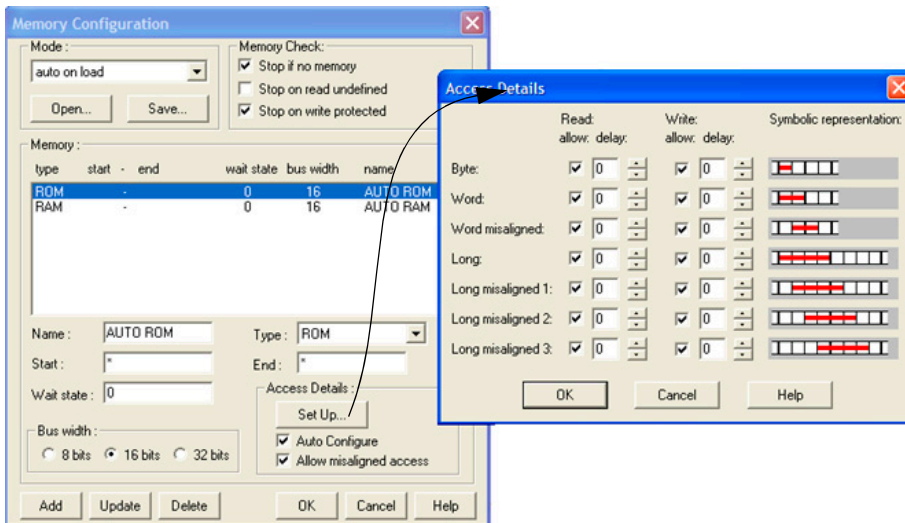 Memory Configuration
Mode :
auto on load
Open... Save...
Memory Check:
Stop if no memory
Stop on read undefined
Stop on write protected
Memory :
type start - end wait state bus width name
ROM - 0 16 AUTO ROM
RAM - 0 16 AUTO RAM
Name : AUTO ROM Type : ROM
Start : * End : *
Wait state : 0
Access Details :
Set Up...
Auto Configure
Allow misaligned access
Bus width :
8 bits 16 bits 32 bits
Add Update Delete OK Cancel Help
Access Details
Read: Write: Symbolic representation:
allow: delay: allow: delay:
Byte: 0 0
Word: 0 0
Word misaligned: 0 0
Long: 0 0
Long misaligned 1: 0 0
Long misaligned 2: 0 0
Long misaligned 3: 0 0
OK Cancel Help